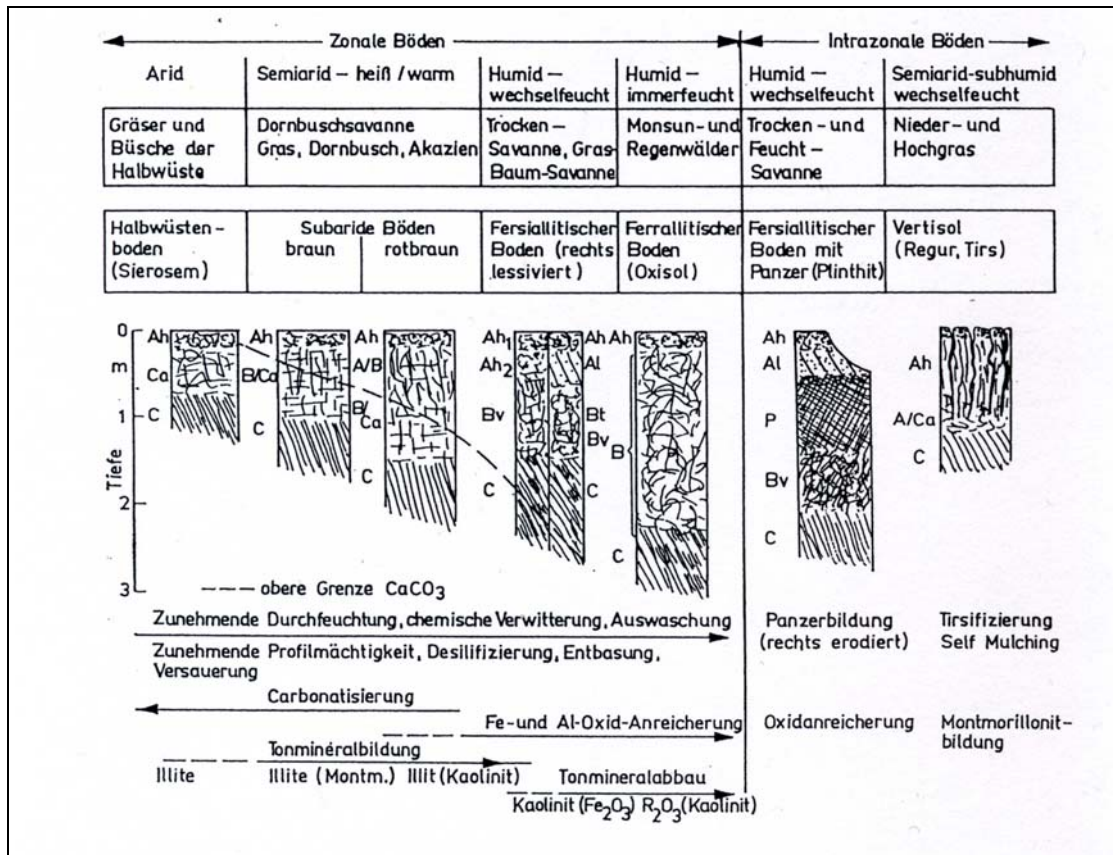 Zonale Böden
Intrazonale Böden
Arid
Semiarid – heiß / warm
Humid –
wechselfeucht
Humid –
immerfeucht
Humid –
wechselfeucht
Semiarid-subhumid
wechselfeucht
Gräser und
Büsche der
Halbwüste
Dornbuschsavanne
Gras, Dornbusch, Akazien
Trocken –
Savanne, Gras-
Baum-Savanne
Monsun- und
Regenwälder
Trocken- und
Feucht –
Savanne
Nieder- und
Hochgras
Halbwüsten-
boden
(Sierosem)
Subaride Böden
braun
rotbraun
Fersiallitischer
Boden (rechts
lessiviert)
Ferrallitischer
Boden
(Oxisol)
Fersiallitischer
Boden mit
Panzer (Plinthit)
Vertisol
(Regur, Tirs)
0
m
1
2
3
Tiefe
Ah
Ca
C
Ah
B/Ca
C
Ah
A/B
B/
Ca
C
Ah1
Ah2
Bv
C
Ah
Al
Bt
Bv
C
Ah
B
C
Ah
Al
P
Bv
C
Ah
A/Ca
C
obere Grenze CaCO3
Zunehmende Durchfeuchtung, chemische Verwitterung, Auswaschung
Zunehmende Profilmächtigkeit, Desilifizierung, Entbasung,
Versauerung
Carbonatisierung
Fe- und Al-Oxid-Anreicherung
Tonminéralbildung
Illite
Illite (Montm.)
Illit (Kaolinit)
Tonmineralabbau
Kaolinit (Fe2O3)
R2O3 (Kaolinit)
Panzerbildung
(rechts erodiert)
Tirsifizierung
Self Mulching
Oxidanreicherung
Montmorillonit-
bildung